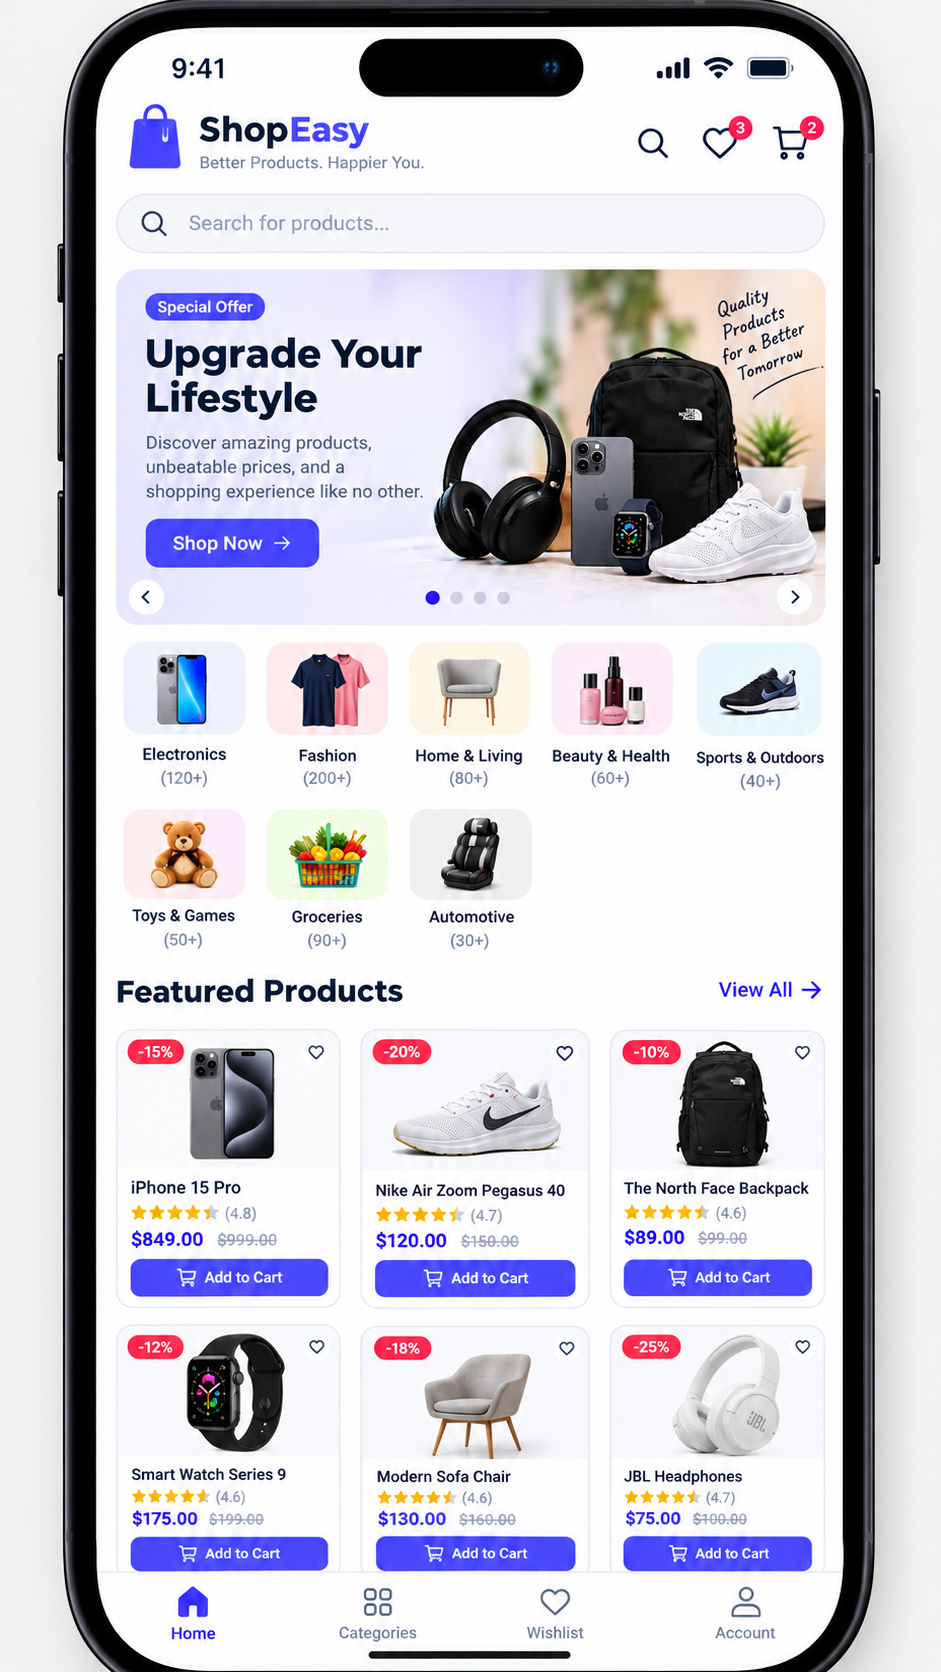 9:41
ShopEasy
Better Products. Happier You.
3
2
Search for products...
Special Offer
Upgrade Your
Lifestyle
Discover amazing products,
unbeatable prices, and a
shopping experience like no other.
Shop Now
Quality
Products
for a Better
Tomorrow
THE
NORTH
FACE
Electronics
(120+)
Fashion
(200+)
Home & Living
(80+)
Beauty & Health
(60+)
Sports & Outdoors
(40+)
Toys & Games
(50+)
Groceries
(90+)
Automotive
(30+)
Featured Products
View All
-15%
iPhone 15 Pro
(4.8)
$849.00 $999.00
Add to Cart
-20%
Nike Air Zoom Pegasus 40
(4.7)
$120.00 $150.00
Add to Cart
-10%
The North Face Backpack
(4.6)
$89.00 $99.00
Add to Cart
-12%
Smart Watch Series 9
(4.6)
$175.00 $199.00
Add to Cart
-18%
Modern Sofa Chair
(4.6)
$130.00 $160.00
Add to Cart
-25%
JBL
JBL Headphones
(4.7)
$75.00 $100.00
Add to Cart
Home
Categories
Wishlist
Account